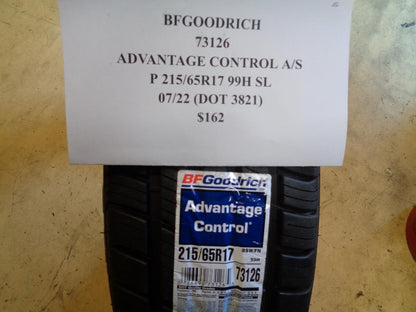 BFGOODRICH
73126
ADVANTAGE CONTROL A/S
P 215/65R17 99H SL
07/22 (DOT 3821)
$162
BFGoodrich
Advantage
Control
215/65R17
99H
73126